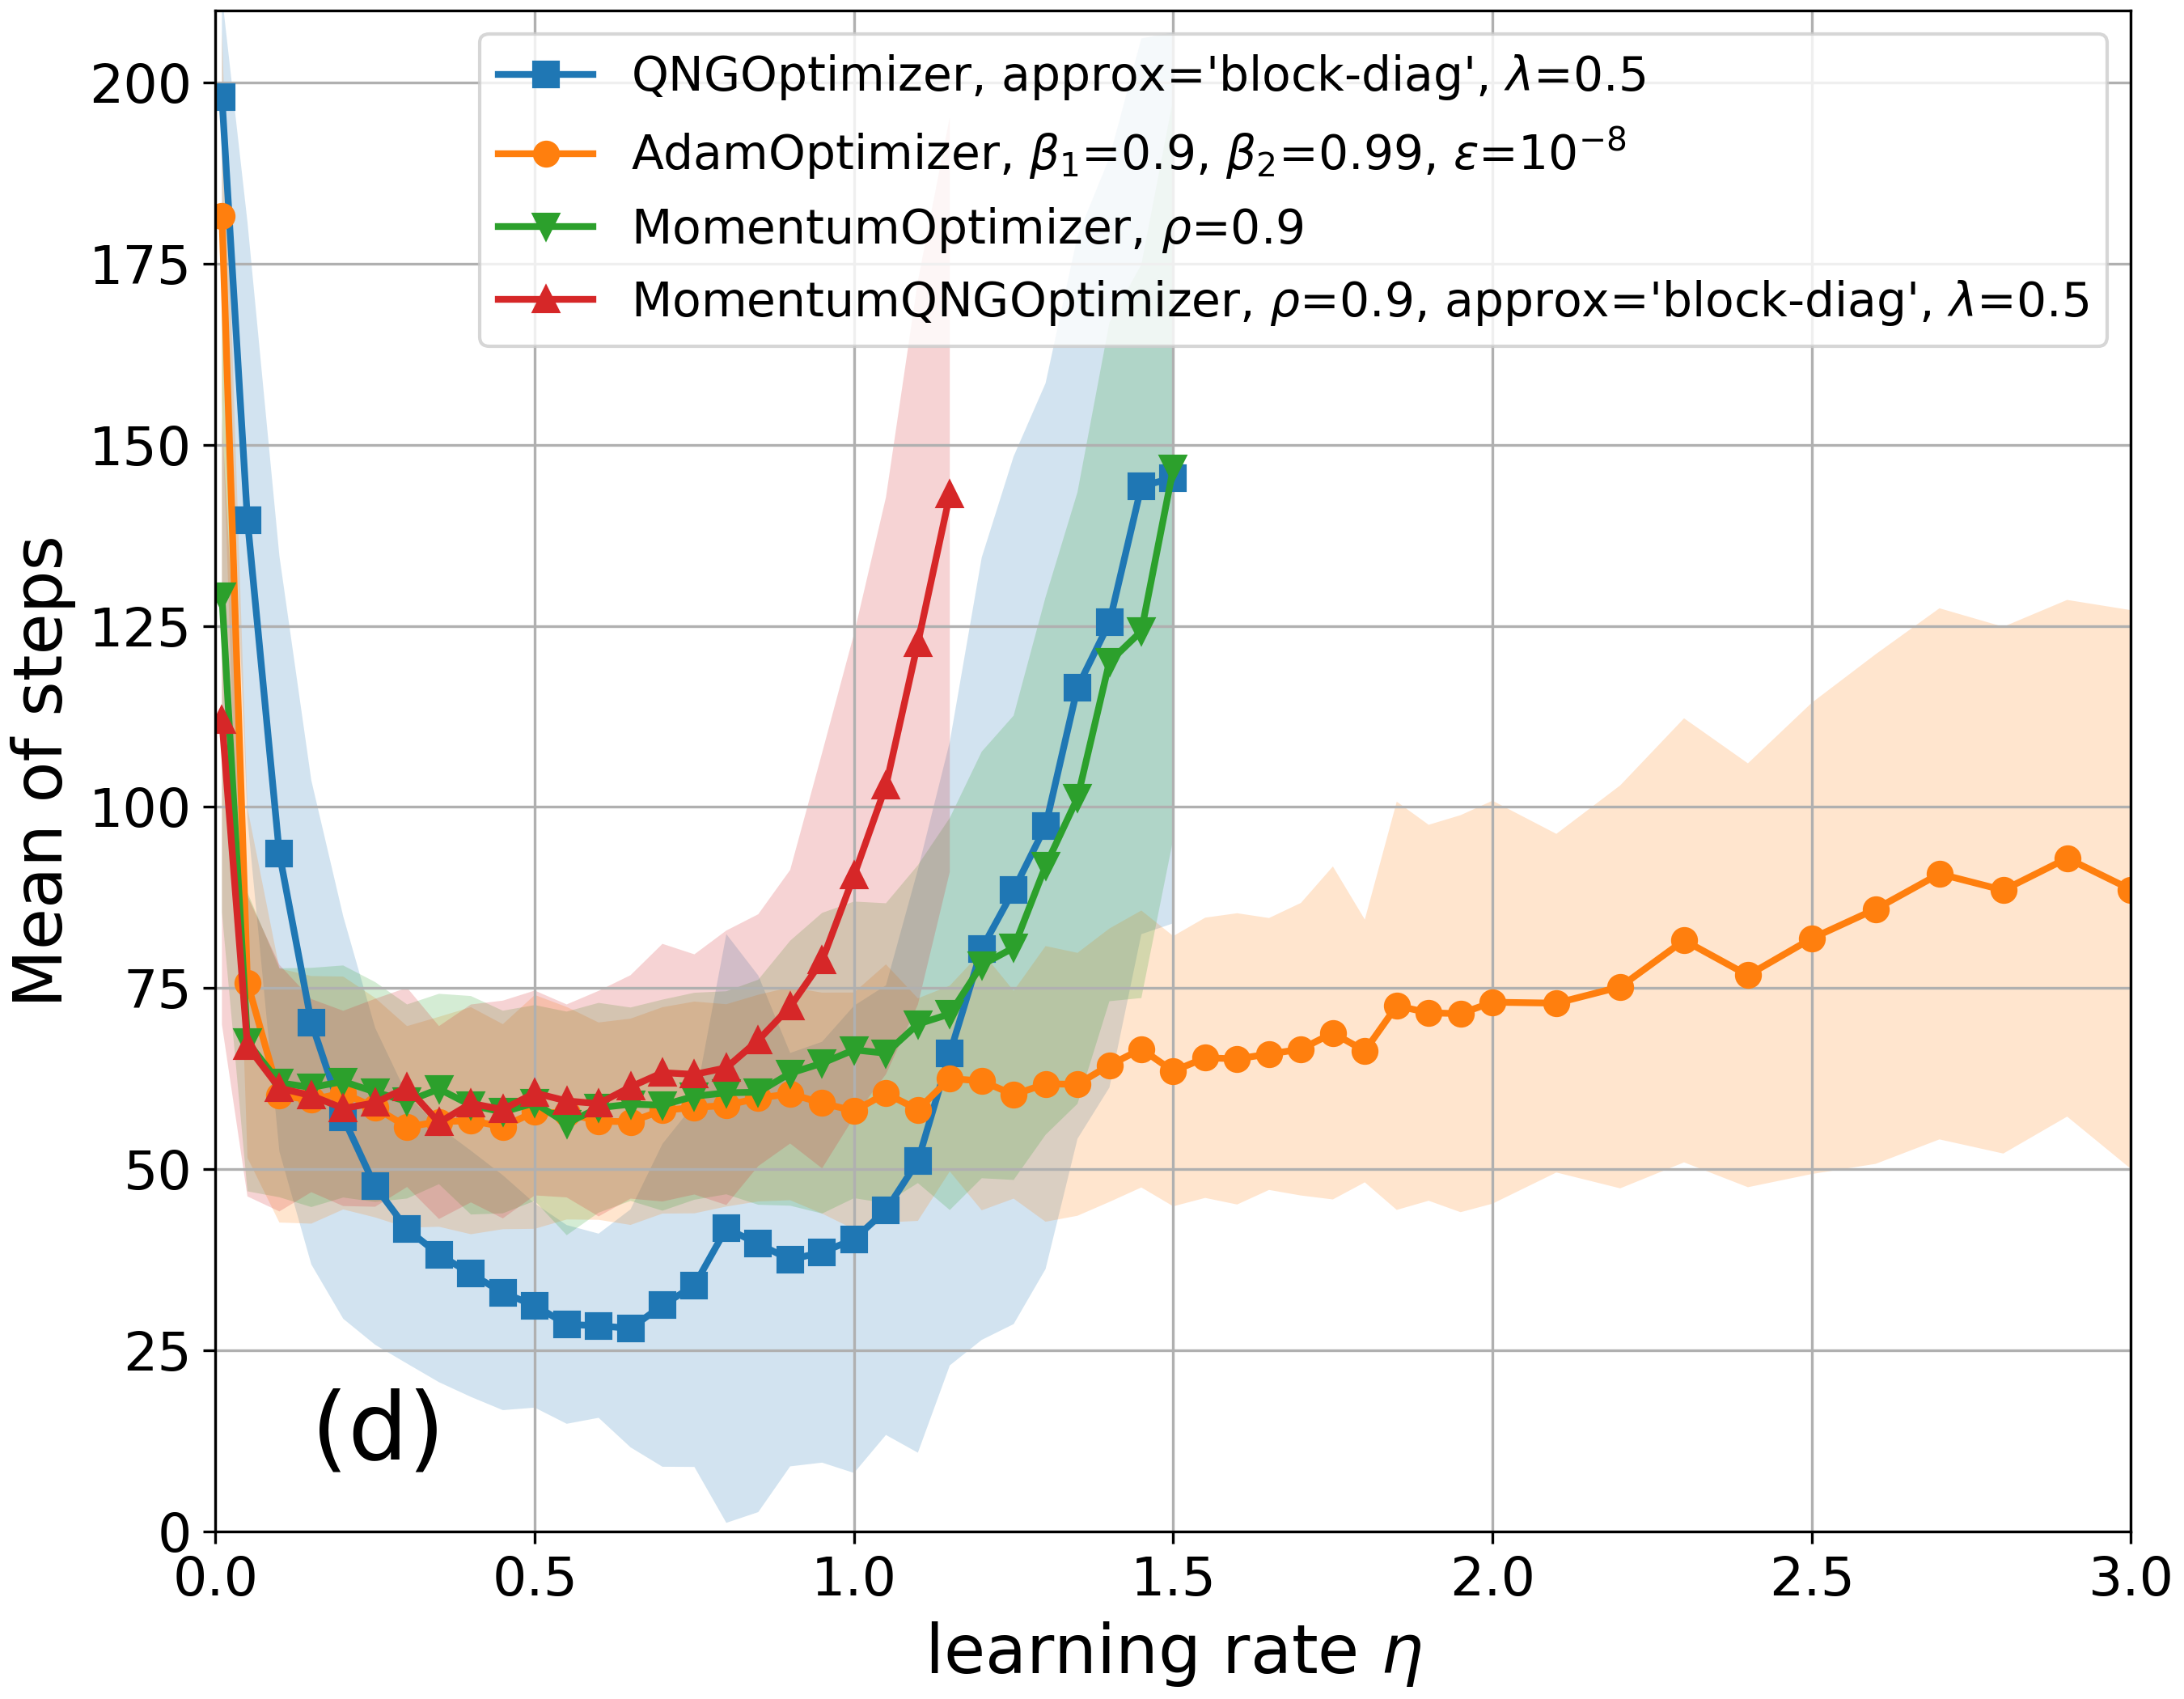 QNGOptimizer, approx='block-diag', λ=0.5
AdamOptimizer, β₁=0.9, β₂=0.99, ε=10⁻⁸
MomentumOptimizer, ρ=0.9
MomentumQNGOptimizer, ρ=0.9, approx='block-diag', λ=0.5
Mean of steps
200
175
150
125
100
75
50
25
0
(d)
0.0 0.5 1.0 1.5 2.0 2.5 3.0
learning rate η